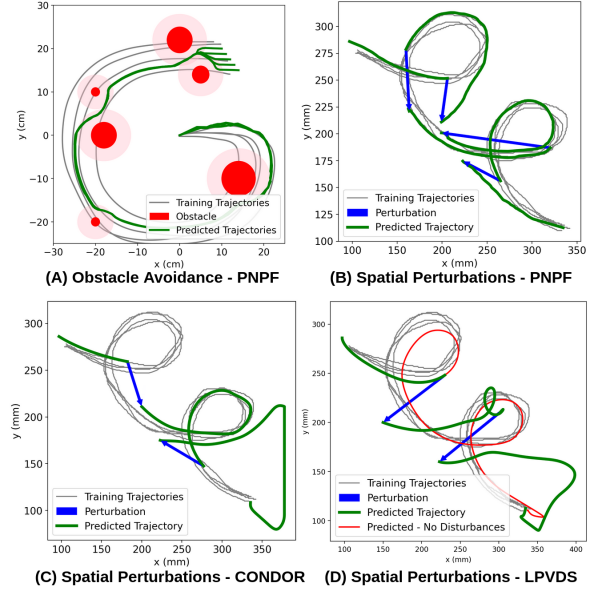 30
20
10
0
−10
−20
−30
−20
−10
0
10
20
y (cm)
x (cm)
Training Trajectories
Obstacle
Predicted Trajectories
(A) Obstacle Avoidance - PNPF
300
275
250
225
200
175
150
125
100
100
150
200
250
300
350
y (mm)
x (mm)
Training Trajectories
Perturbation
Predicted Trajectory
(B) Spatial Perturbations - PNPF
300
250
200
150
100
100
150
200
250
300
350
y (mm)
x (mm)
Training Trajectories
Perturbation
Predicted Trajectory
(C) Spatial Perturbations - CONDOR
300
250
200
150
100
100
150
200
250
300
350
400
y (mm)
x (mm)
Training Trajectories
Perturbation
Predicted Trajectory
Predicted - No Disturbances
(D) Spatial Perturbations - LPVDS